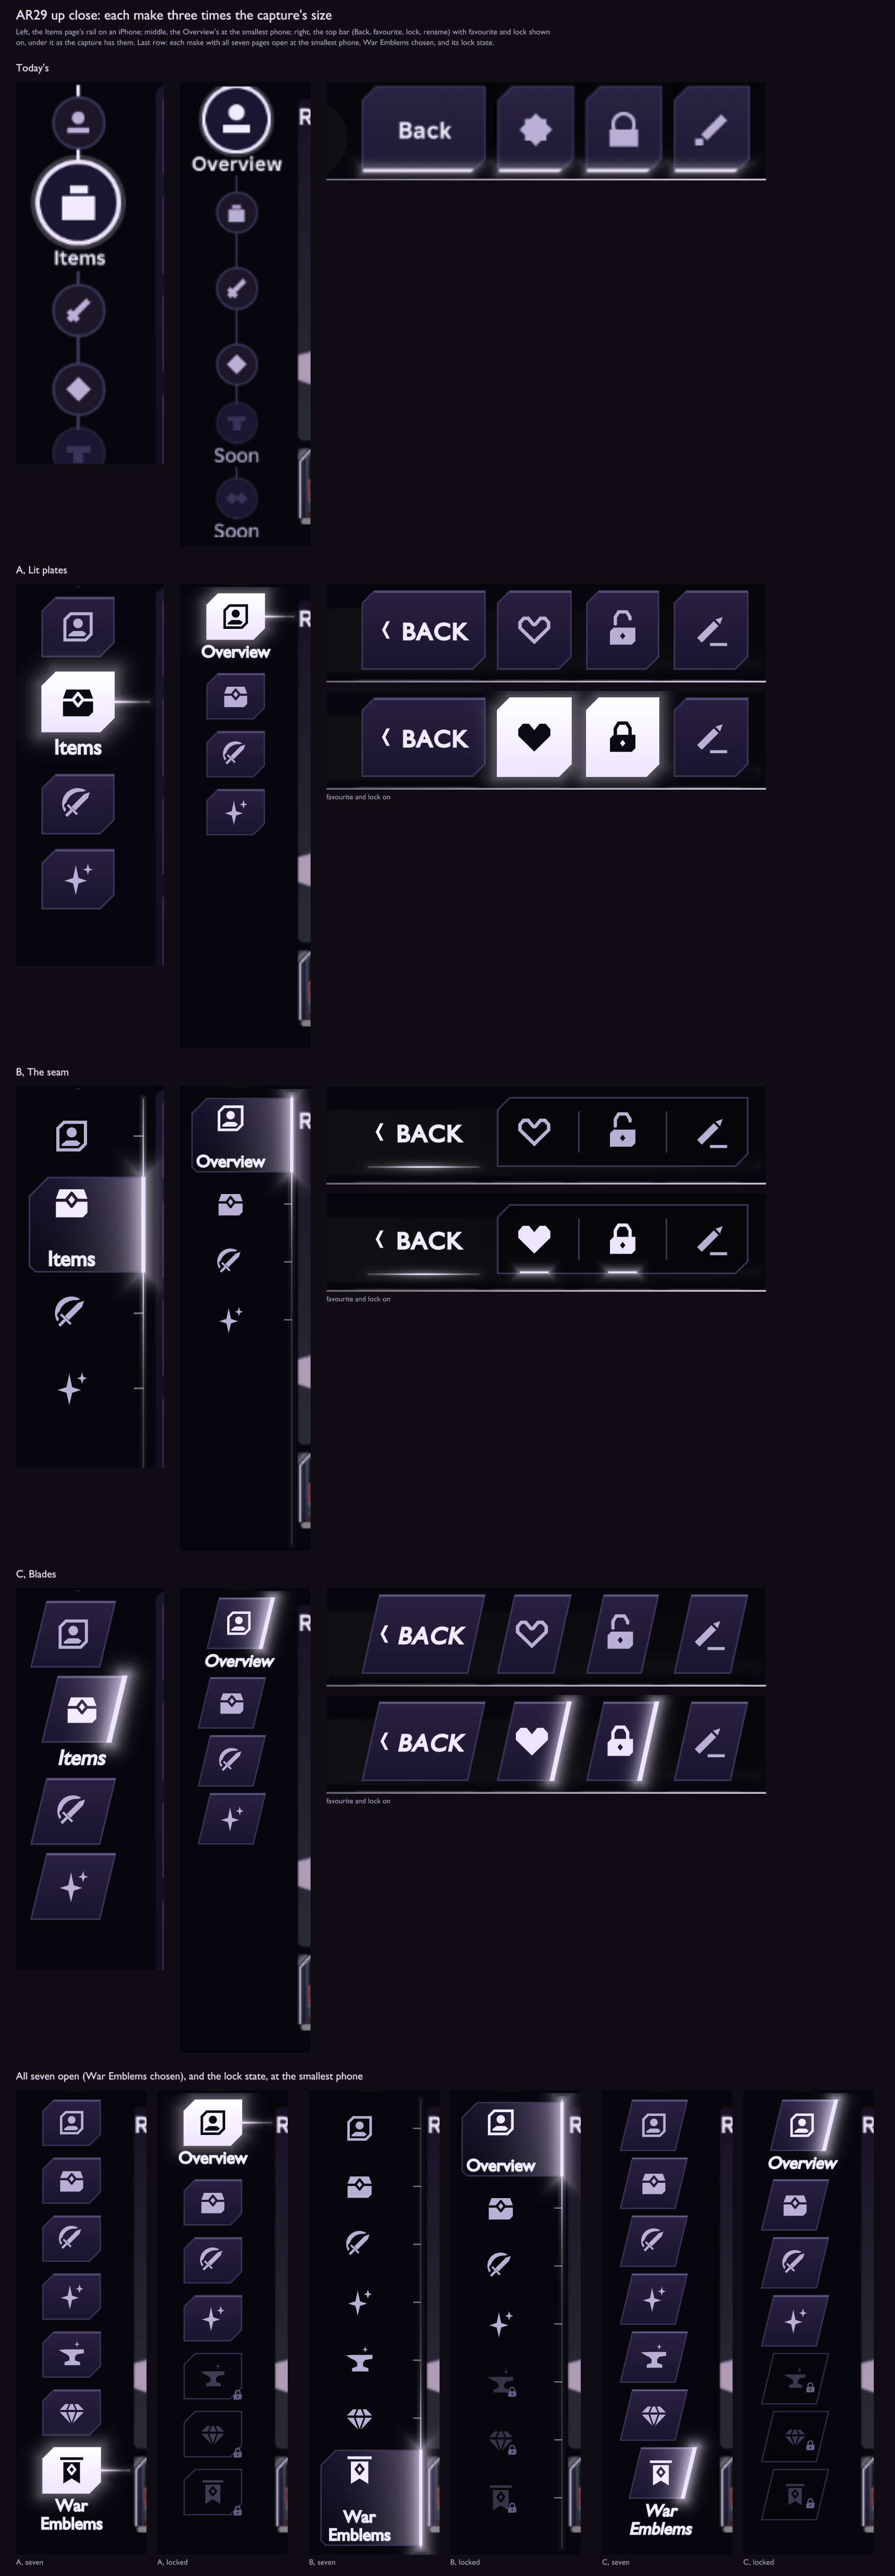 AR29 up close: each make three times the capture's size
Left, the Items page's rail on an iPhone; middle, the Overview's at the smallest phone; right, the top bar (Back, favourite, lock, rename) with favourite and lock shown
on, under it as the capture has them. Last row: each make with all seven pages open at the smallest phone, War Emblems chosen, and its lock state.
Today's
Items
Overview
Soon
Soon
R
Back
A, Lit plates
Items
Overview
R
BACK
BACK
favourite and lock on
B, The seam
Items
Overview
R
BACK
BACK
favourite and lock on
C, Blades
Items
Overview
R
BACK
BACK
favourite and lock on
All seven open (War Emblems chosen), and the lock state, at the smallest phone
War
Emblems
R
Overview
R
War
Emblems
R
Overview
R
War
Emblems
R
Overview
R
A, seven
A, locked
B, seven
B, locked
C, seven
C, locked